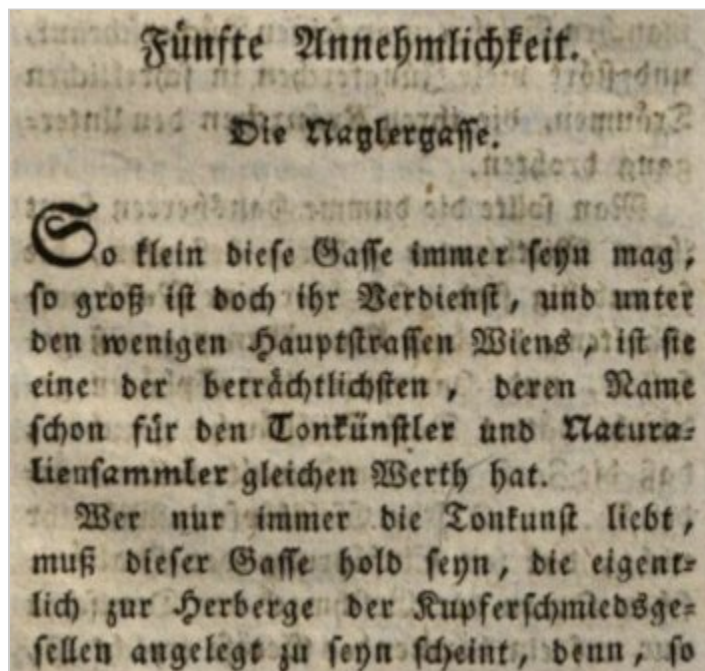 Fünfte Annehmlichkeit.
Die Naglergasse.
So klein diese Gasse immer seyn mag,
so groß ist doch ihr Verdienst, und unter
den wenigen Hauptstrassen Wiens, ist sie
eine der beträchtlichsten, deren Name
schon für den Tonkünstler und Natura-
liensammler gleichen Werth hat.
Wer nur immer die Tonkunst liebt,
muß dieser Gasse hold seyn, die eigent-
lich zur Herberge der Kupferschmiedsge-
sellen angelegt zu seyn scheint, denn, so